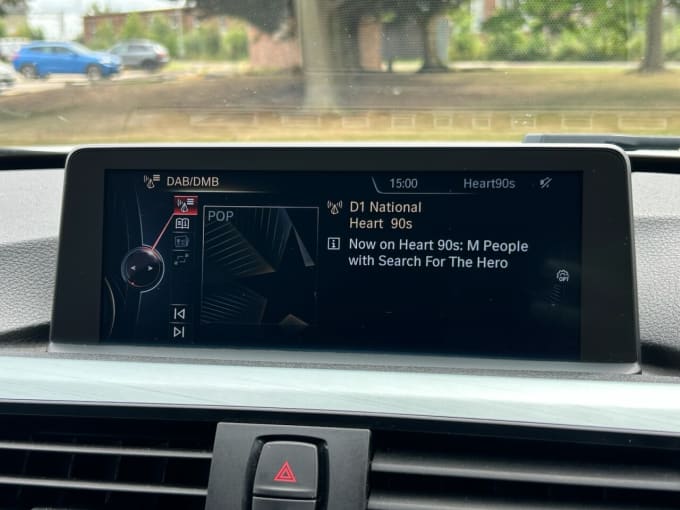 DAB/DMB
15:00
Heart90s
POP
D1 National
Heart 90s
Now on Heart 90s: M People
with Search For The Hero
OPT